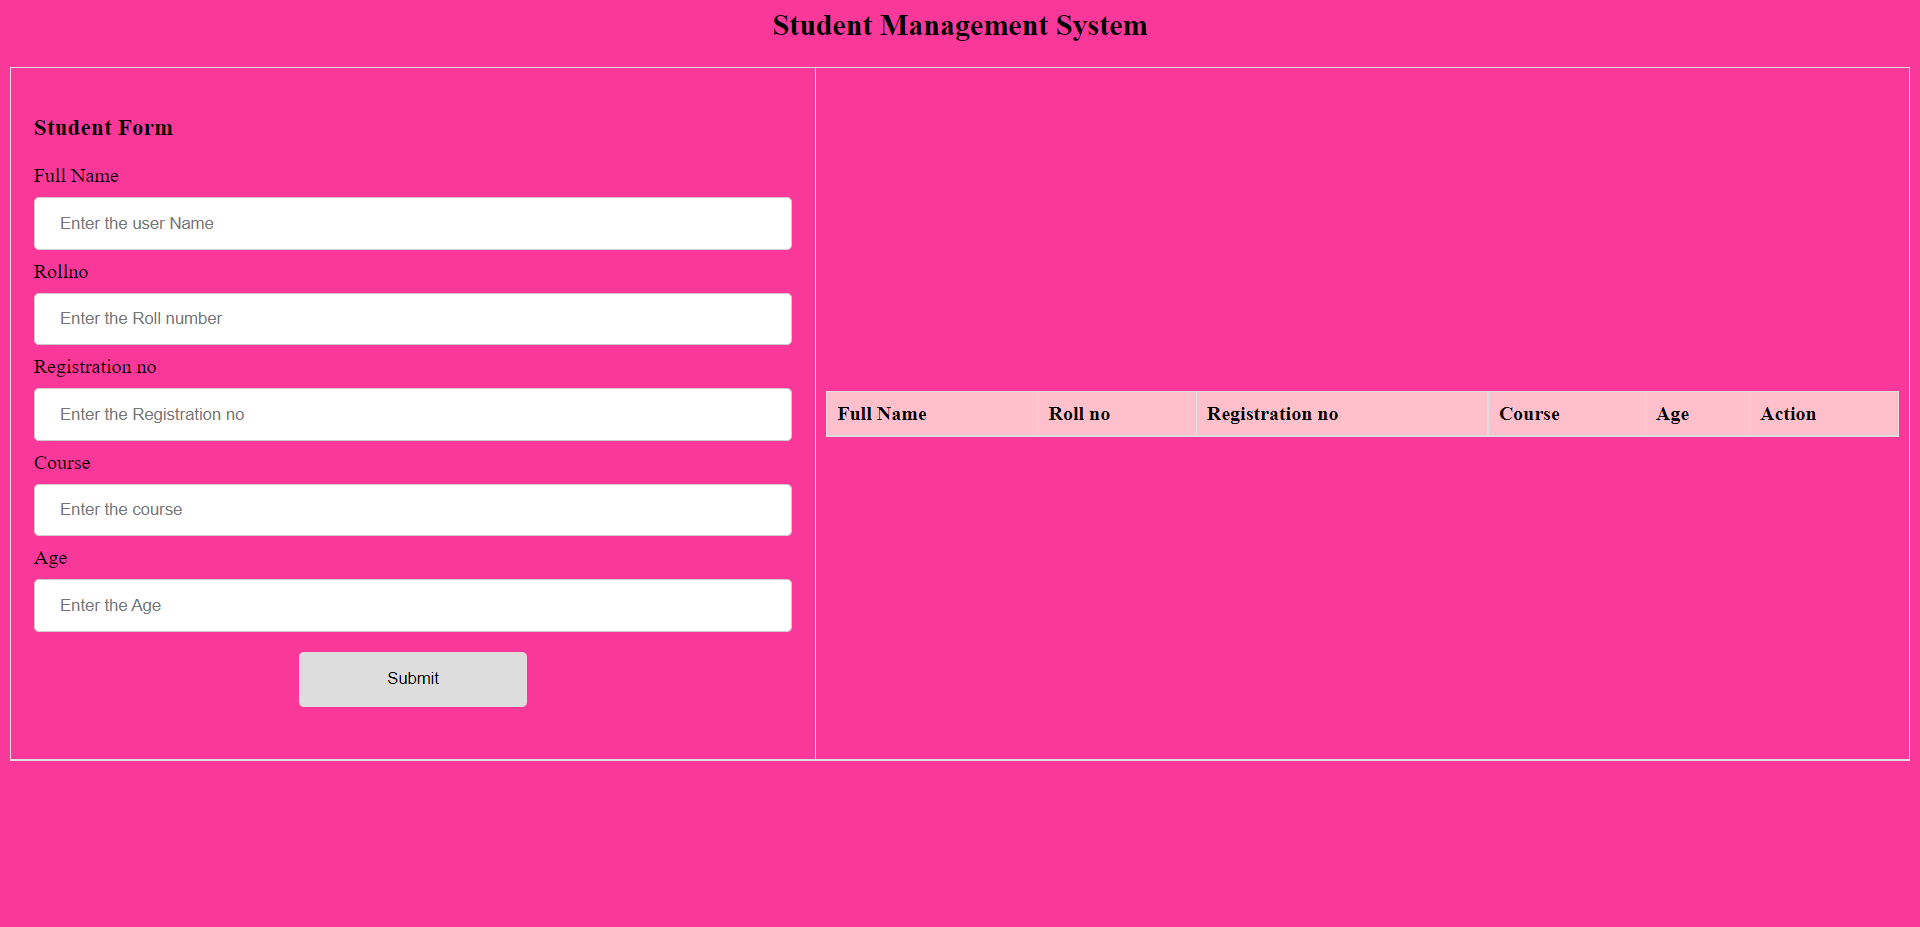 Student Management System
Student Form
Full Name
Enter the user Name
Rollno
Enter the Roll number
Registration no
Enter the Registration no
Course
Enter the course
Age
Enter the Age
Submit
Full Name Roll no Registration no Course Age Action